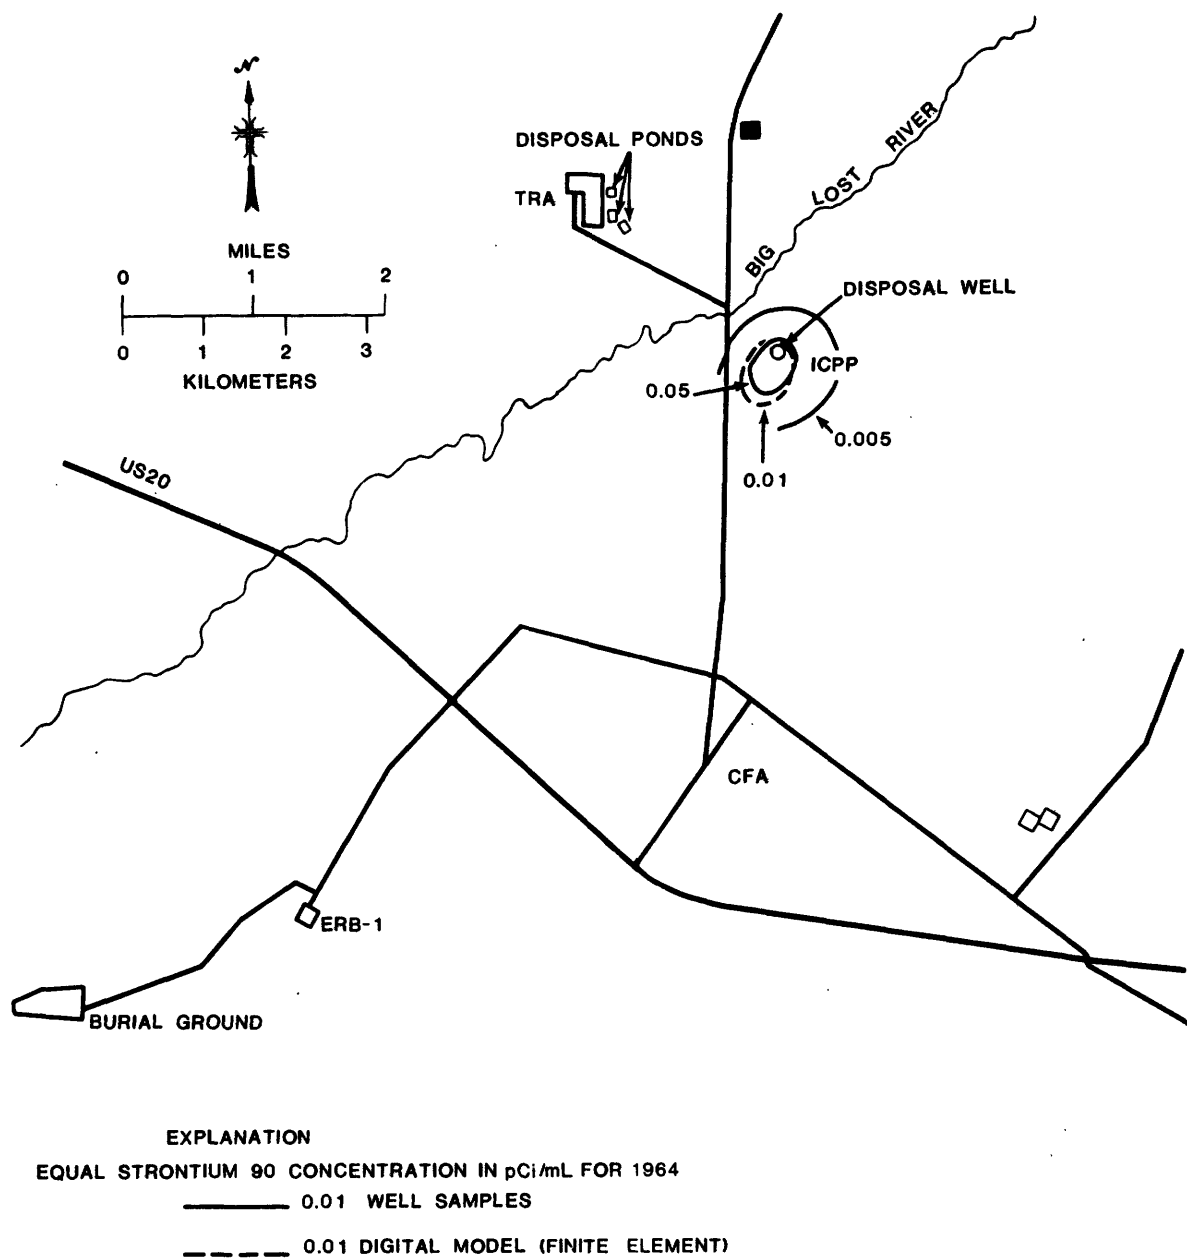 N
DISPOSAL PONDS
TRA
BIG LOST RIVER
MILES
0 1 2
0 1 2 3
KILOMETERS
DISPOSAL WELL
ICPP
0.05
0.005
0.01
US20
CFA
ERB-1
BURIAL GROUND
EXPLANATION
EQUAL STRONTIUM 90 CONCENTRATION IN pCi/mL FOR 1964
0.01 WELL SAMPLES
0.01 DIGITAL MODEL (FINITE ELEMENT)